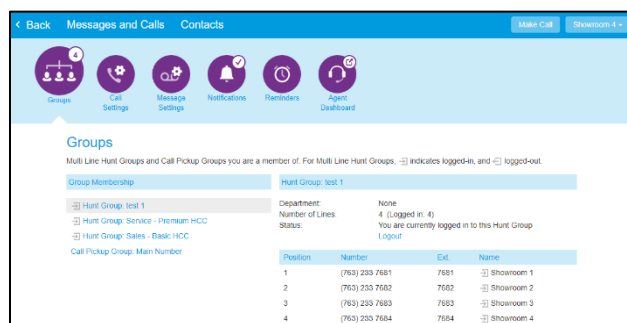 < Back Messages and Calls Contacts Make Call Showroom 4
4
Groups Call Settings Message Settings Notifications Reminders Agent Dashboard
Groups
Multi Line Hunt Groups and Call Pickup Groups you are a member of. For Multi Line Hunt Groups, indicates logged-in, and logged-out.
Group Membership Hunt Group: test 1
Hunt Group: test 1
Hunt Group: Service - Premium HCC
Hunt Group: Sales - Basic HCC
Call Pickup Group: Main Number
Department: None
Number of Lines: 4 (Logged in: 4)
Status: You are currently logged in to this Hunt Group
Logout
Position Number Ext. Name
1 (763) 233 7681 7681 Showroom 1
2 (763) 233 7682 7682 Showroom 2
3 (763) 233 7683 7683 Showroom 3
4 (763) 233 7684 7684 Showroom 4